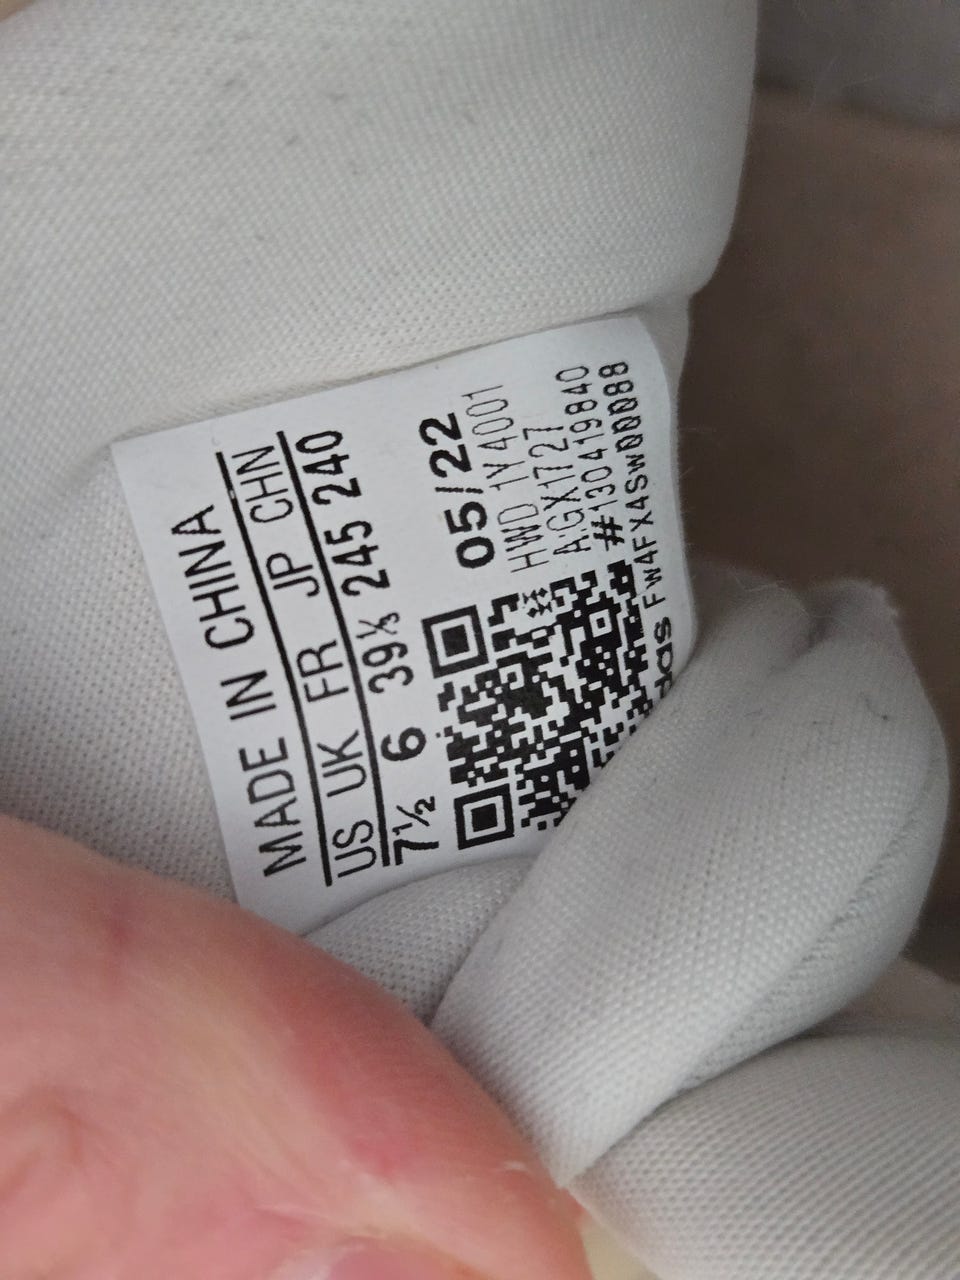 MADE IN CHINA
US UK FR JP CHN
7½ 6 39⅓ 245 240
05/22
HWD 1Y4001
AGX1727
#130419840
FW4FX4SW00088